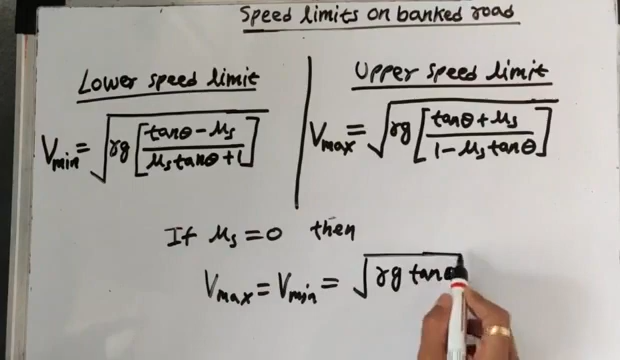 Speed limits on banked road
Lower speed limit
Vmin = √rg [tanθ - μs / μs tanθ + 1]
Upper speed limit
Vmax = √rg [tanθ + μs / 1 - μs tanθ]
If μs = 0 then
Vmax = Vmin = √rg tanθ